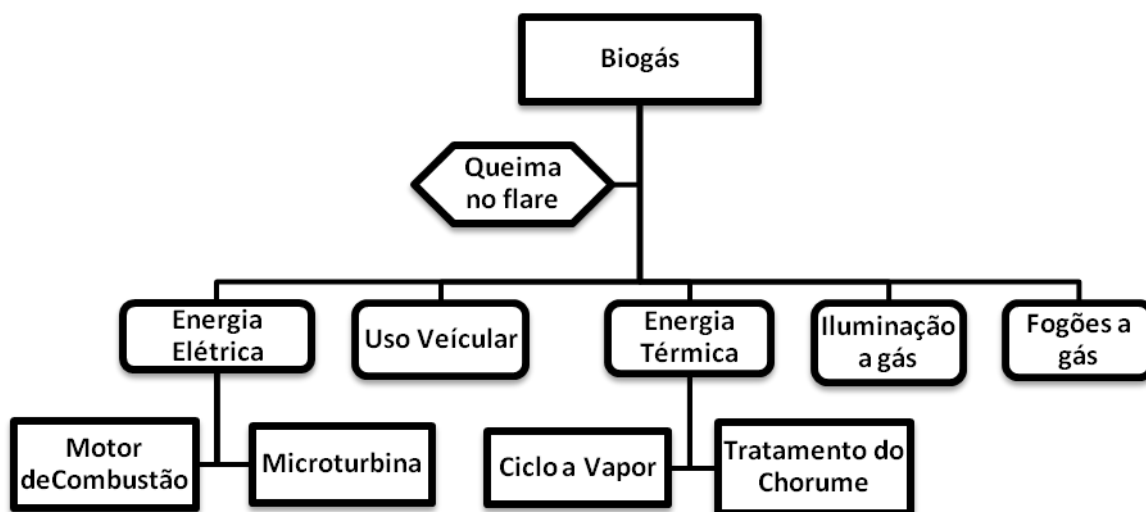 Biogás
Queima
no flare
Energia
Elétrica
Uso Veícular
Energia
Térmica
Iluminação
a gás
Fogões a
gás
Motor
deCombustão
Microturbina
Ciclo a Vapor
Tratamento do
Chorume